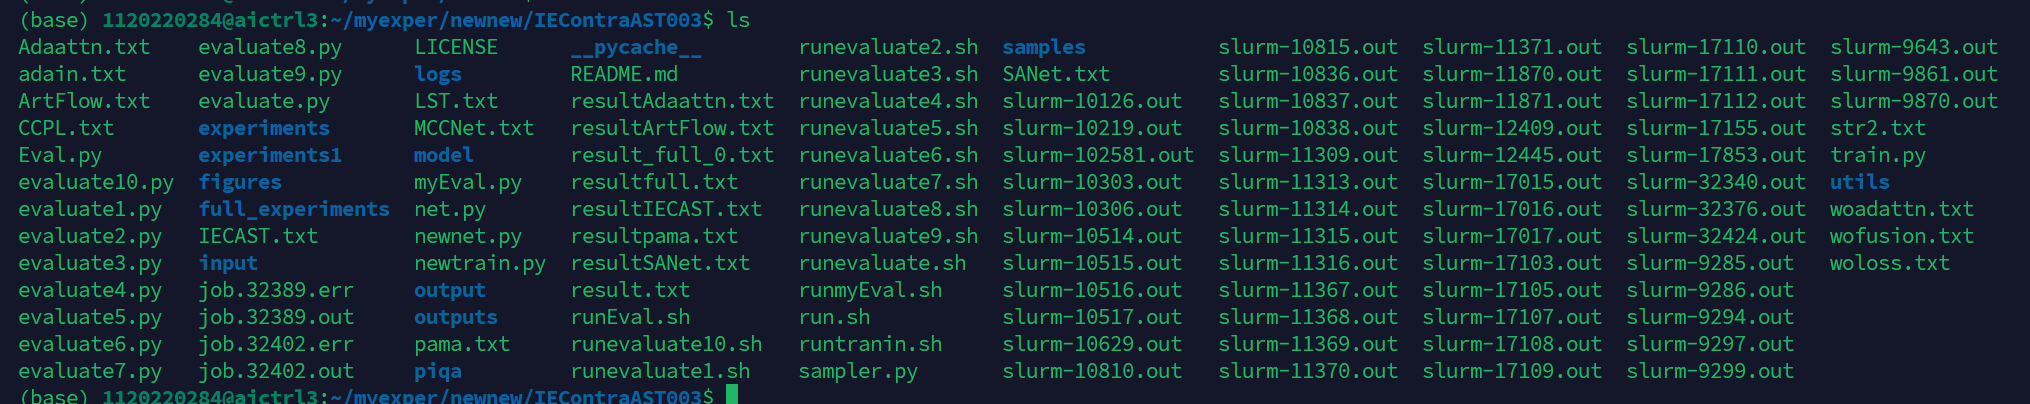 (base) 1120220284@aictrl3:~/myexper/newnew/IEContraAST003$ ls
Adaattn.txt evaluate8.py LICENSE __pycache__ runevaluate2.sh samples slurm-10815.out slurm-11371.out slurm-17110.out slurm-9643.out
adain.txt evaluate9.py logs README.md runevaluate3.sh SANet.txt slurm-10836.out slurm-11870.out slurm-17111.out slurm-9861.out
ArtFlow.txt evaluate.py LST.txt resultAdaattn.txt runevaluate4.sh slurm-10126.out slurm-10837.out slurm-11871.out slurm-17112.out slurm-9870.out
CCPL.txt experiments MCCNet.txt resultArtFlow.txt runevaluate5.sh slurm-10219.out slurm-10838.out slurm-12409.out slurm-17155.out str2.txt
Eval.py experiments1 model result_full_0.txt runevaluate6.sh slurm-102581.out slurm-11309.out slurm-12445.out slurm-17853.out train.py
evaluate10.py figures myEval.py resultfull.txt runevaluate7.sh slurm-10303.out slurm-11313.out slurm-17015.out slurm-32340.out utils
evaluate1.py full_experiments net.py resultIECAST.txt runevaluate8.sh slurm-10306.out slurm-11314.out slurm-17016.out slurm-32376.out woadattn.txt
evaluate2.py IECAST.txt newnet.py resultpama.txt runevaluate9.sh slurm-10514.out slurm-11315.out slurm-17017.out slurm-32424.out wofusion.txt
evaluate3.py input newtrain.py resultSANet.txt runevaluate.sh slurm-10515.out slurm-11316.out slurm-17103.out slurm-9285.out woloss.txt
evaluate4.py job.32389.err output result.txt runmyEval.sh slurm-10516.out slurm-11367.out slurm-17105.out slurm-9286.out
evaluate5.py job.32389.out outputs runEval.sh run.sh slurm-10517.out slurm-11368.out slurm-17107.out slurm-9294.out
evaluate6.py job.32402.err pama.txt runevaluate10.sh runtranin.sh slurm-10629.out slurm-11369.out slurm-17108.out slurm-9297.out
evaluate7.py job.32402.out piqa runevaluate1.sh sampler.py slurm-10810.out slurm-11370.out slurm-17109.out slurm-9299.out
(base) 1120220284@aictrl3:~/myexper/newnew/IEContraAST003$